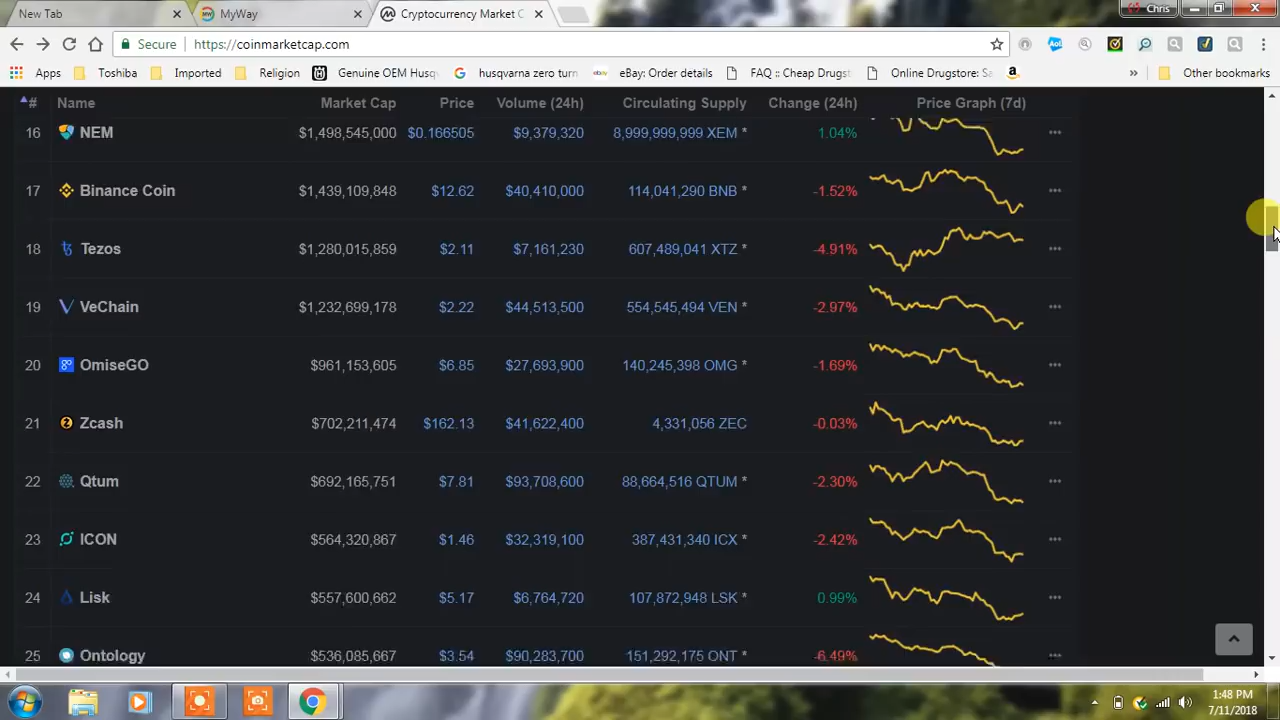 New Tab
MyWay
Cryptocurrency Market C
Chris
Secure
https://coinmarketcap.com
Apps
Toshiba
Imported
Religion
Genuine OEM Husq
husqvarna zero turn
eBay: Order details
FAQ :: Cheap Drugst
Online Drugstore: Sa
Other bookmarks
# Name Market Cap Price Volume (24h) Circulating Supply Change (24h) Price Graph (7d)
16 NEM $1,498,545,000 $0.166505 $9,379,320 8,999,999,999 XEM * 1.04%
17 Binance Coin $1,439,109,848 $12.62 $40,410,000 114,041,290 BNB * -1.52%
18 Tezos $1,280,015,859 $2.11 $7,161,230 607,489,041 XTZ * -4.91%
19 VeChain $1,232,699,178 $2.22 $44,513,500 554,545,494 VEN * -2.97%
20 OmiseGO $961,153,605 $6.85 $27,693,900 140,245,398 OMG * -1.69%
21 Zcash $702,211,474 $162.13 $41,622,400 4,331,056 ZEC -0.03%
22 Qtum $692,165,751 $7.81 $93,708,600 88,664,516 QTUM * -2.30%
23 ICON $564,320,867 $1.46 $32,319,100 387,431,340 ICX * -2.42%
24 Lisk $557,600,662 $5.17 $6,764,720 107,872,948 LSK * 0.99%
25 Ontology $536,085,667 $3.54 $90,283,700 151,292,175 ONT * -6.49%
1:48 PM
7/11/2018